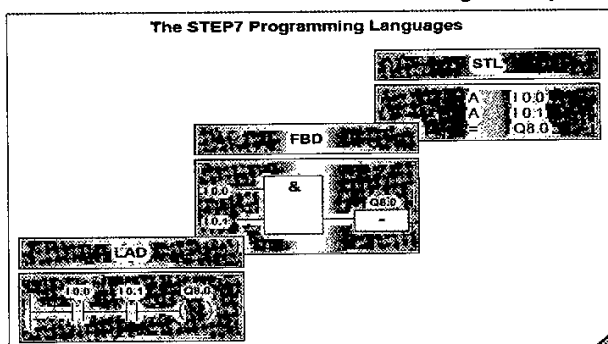 The STEP7 Programming Languages
STL
A I 0.0
A I 0.1
= Q8.0
FBD
&
I 0.0
Q8.0
I 0.1
=
LAD
I 0.0 I 0.1 Q8.0